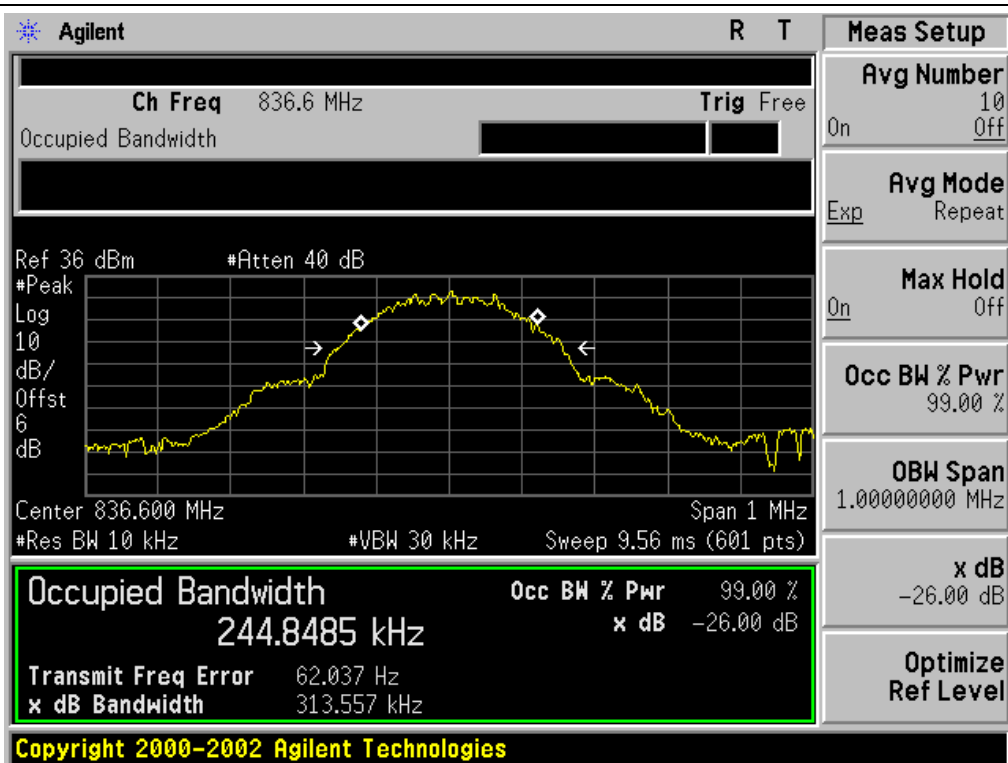 Agilent R T
Ch Freq 836.6 MHz Trig Free
Occupied Bandwidth
Ref 36 dBm #Atten 40 dB
#Peak
Log
10
dB/
Offst
6
dB
Center 836.600 MHz Span 1 MHz
#Res BW 10 kHz #VBW 30 kHz Sweep 9.56 ms (601 pts)
Occupied Bandwidth Occ BW % Pwr 99.00 %
244.8485 kHz x dB -26.00 dB
Transmit Freq Error 62.037 Hz
x dB Bandwidth 313.557 kHz
Copyright 2000-2002 Agilent Technologies
Meas Setup
Avg Number
10
On Off
Avg Mode
Exp Repeat
Max Hold
On Off
Occ BW % Pwr
99.00 %
OBW Span
1.00000000 MHz
x dB
-26.00 dB
Optimize
Ref Level